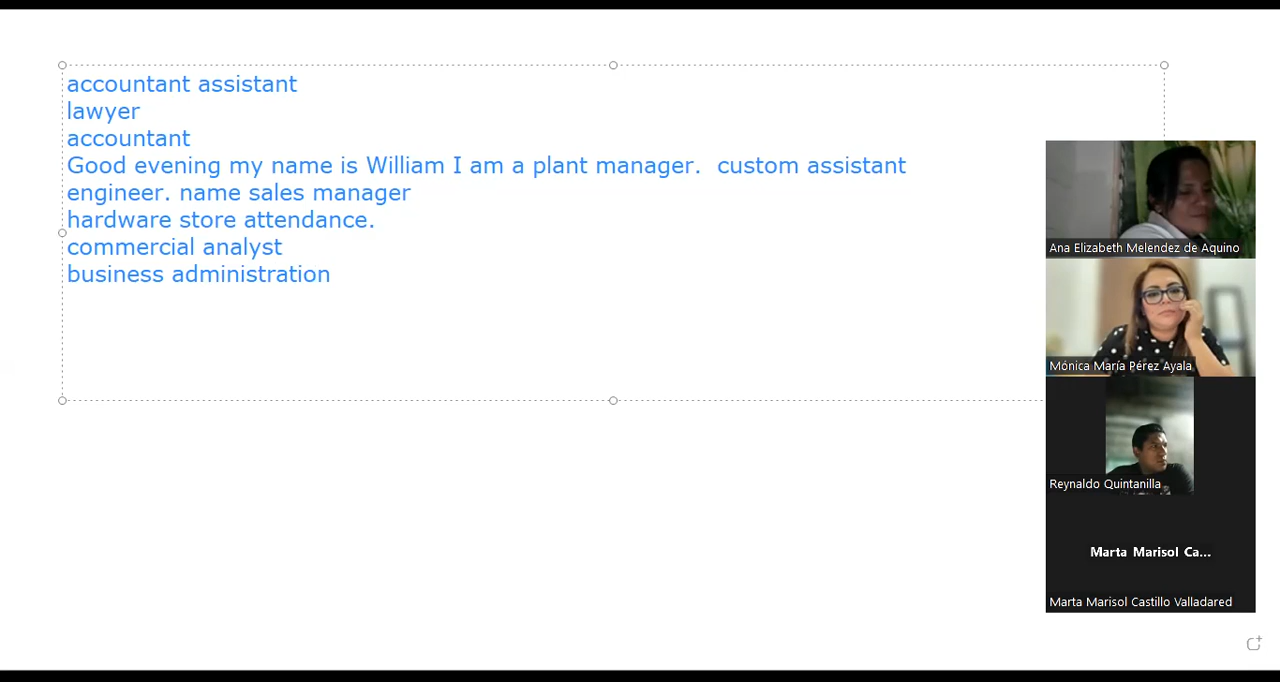 accountant assistant
lawyer
accountant
Good evening my name is William I am a plant manager.  custom assistant
engineer. name sales manager
hardware store attendance.
commercial analyst
business administration
Ana Elizabeth Melendez de Aquino
Mónica María Pérez Ayala
Reynaldo Quintanilla
Marta Marisol Ca...
Marta Marisol Castillo Valladared